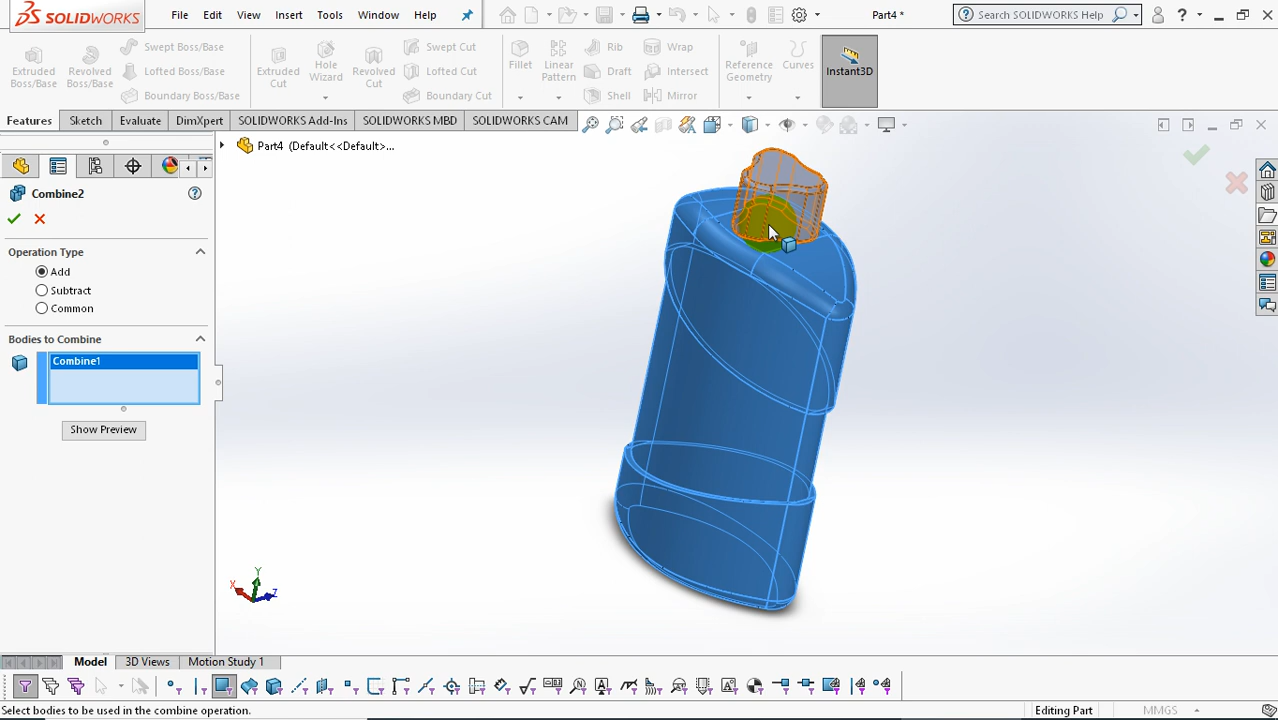 SOLIDWORKS File Edit View Insert Tools Window Help Part4 * Search SOLIDWORKS Help ?
Extruded Boss/Base Revolved Boss/Base Swept Boss/Base Lofted Boss/Base Boundary Boss/Base Extruded Cut Hole Wizard Revolved Cut Swept Cut Lofted Cut Boundary Cut Fillet Linear Pattern Rib Draft Shell Wrap Intersect Mirror Reference Geometry Curves Instant3D
Features Sketch Evaluate DimXpert SOLIDWORKS Add-Ins SOLIDWORKS MBD SOLIDWORKS CAM
Part4 (Default<<Default>...
Combine2 ?
Operation Type
Add
Subtract
Common
Bodies to Combine
Combine1
Show Preview
Y
X Z
Model 3D Views Motion Study 1
Select bodies to be used in the combine operation. Editing Part MMGS